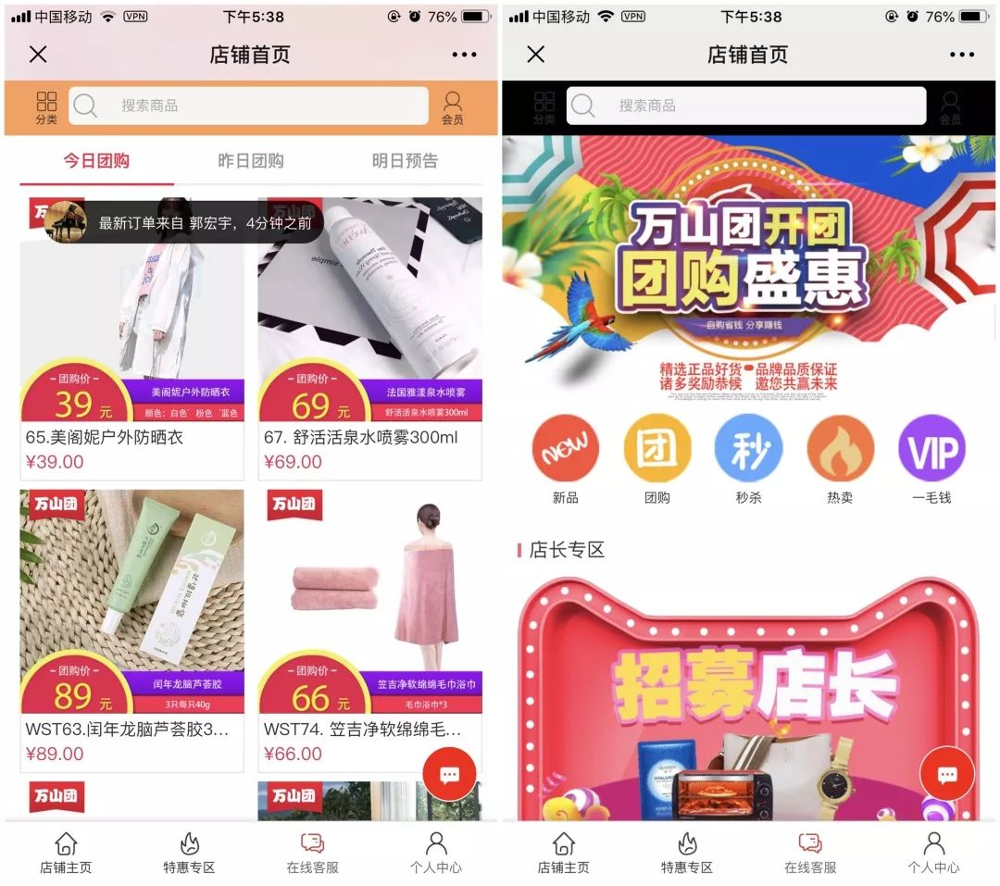 中国移动 VPN 下午5:38 76%
店铺首页
分类 搜索商品 会员
今日团购 昨日团购 明日预告
最新订单来自 郭宏宇，4分钟之前
团购价
39元
美阁妮户外防晒衣
颜色：白色 粉色 蓝色
65.美阁妮户外防晒衣
¥39.00
团购价
69元
法国雅漾泉水喷雾
舒活活泉水喷雾300ml
67. 舒活活泉水喷雾300ml
¥69.00
万山团
团购价
89元
闰年龙脑芦荟胶
3只每只40g
WST63.闰年龙脑芦荟胶3...
¥89.00
万山团
团购价
66元
笠吉净软绵绵毛巾浴巾
毛巾浴巾*3
WST74. 笠吉净软绵绵毛...
¥66.00
万山团
万山团
店铺主页 特惠专区 在线客服 个人中心
中国移动 VPN 下午5:38 76%
店铺首页
分类 搜索商品 会员
万山团开团
团购盛惠
自购省钱 分享赚钱
精选正品好货 品牌品质保证
诸多奖励恭候 邀您共赢未来
NEW 团 秒 VIP
新品 团购 秒杀 热卖 一毛钱
店长专区
招募店长
店铺主页 特惠专区 在线客服 个人中心